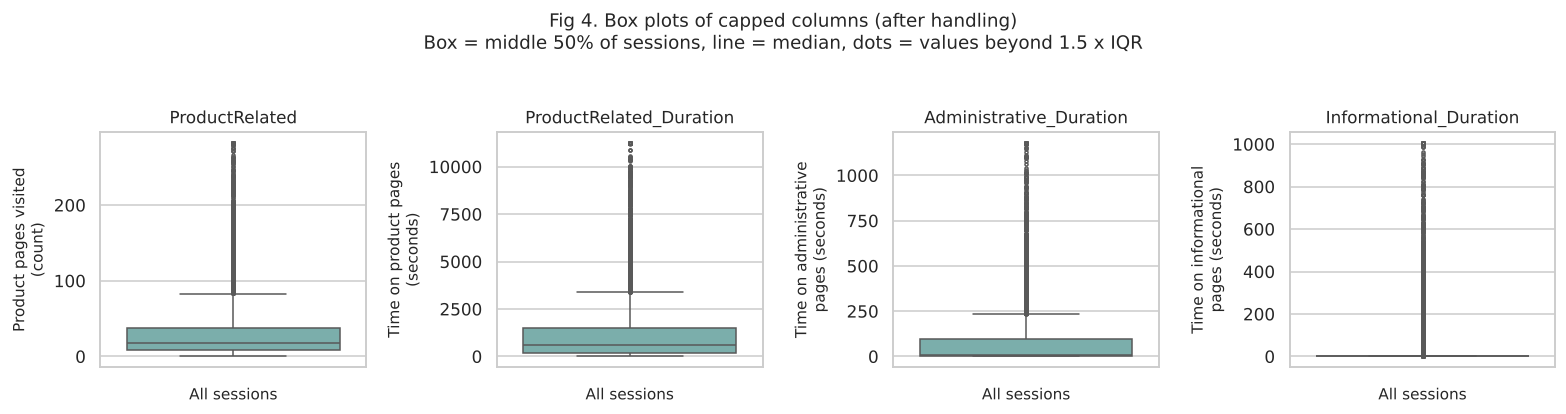 Fig 4. Box plots of capped columns (after handling)
Box = middle 50% of sessions, line = median, dots = values beyond 1.5 x IQR
ProductRelated
Product pages visited
(count)
200
100
0
All sessions
ProductRelated_Duration
Time on product pages
(seconds)
10000
7500
5000
2500
0
All sessions
Administrative_Duration
Time on administrative
pages (seconds)
1000
750
500
250
0
All sessions
Informational_Duration
Time on informational
pages (seconds)
1000
800
600
400
200
0
All sessions